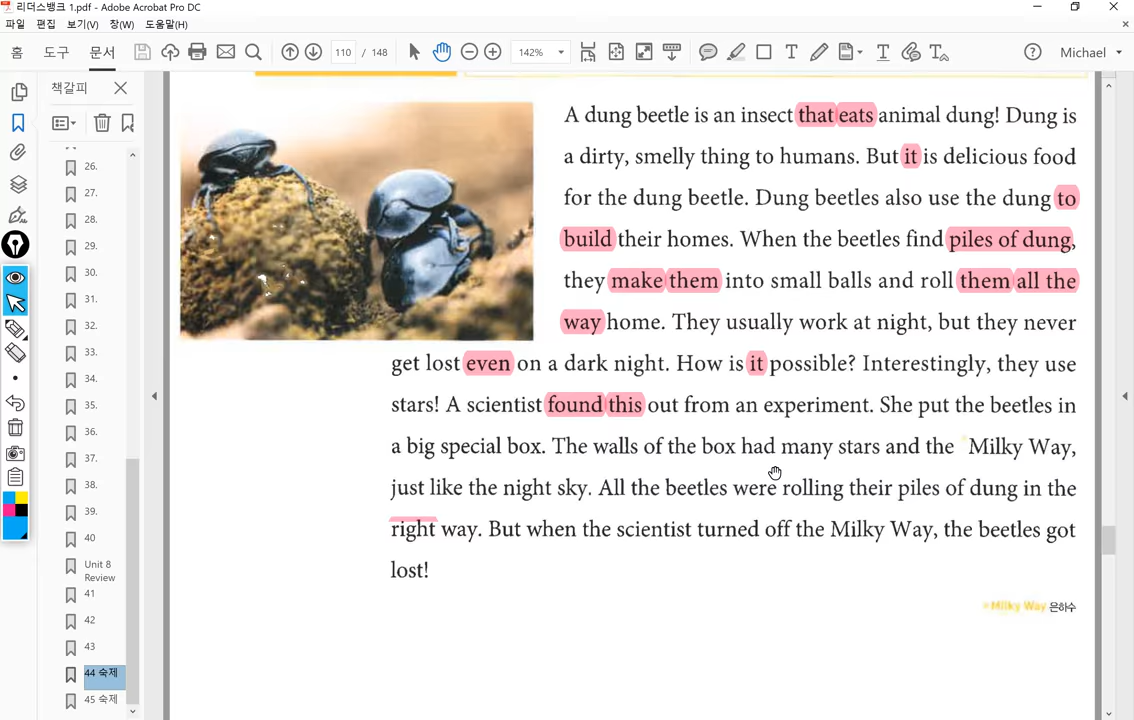 리더스뱅크 1.pdf - Adobe Acrobat Pro DC
파일 편집 보기(V) 창(W) 도움말(H)
홈 도구 문서 110 / 148 142% Michael
책갈피
26.
27.
28.
29.
30.
31.
32.
33.
34.
35.
36.
37.
38.
39.
40
Unit 8
Review
41
42
43
44 숙제
45 숙제
A dung beetle is an insect that eats animal dung! Dung is
a dirty, smelly thing to humans. But it is delicious food
for the dung beetle. Dung beetles also use the dung to
build their homes. When the beetles find piles of dung,
they make them into small balls and roll them all the
way home. They usually work at night, but they never
get lost even on a dark night. How is it possible? Interestingly, they use
stars! A scientist found this out from an experiment. She put the beetles in
a big special box. The walls of the box had many stars and the *Milky Way,
just like the night sky. All the beetles were rolling their piles of dung in the
right way. But when the scientist turned off the Milky Way, the beetles got
lost!
*Milky Way 은하수